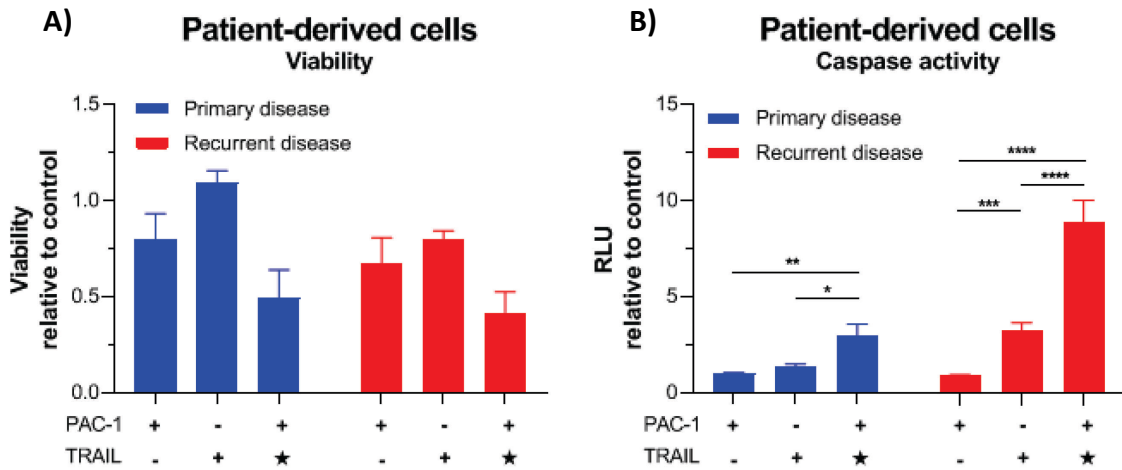 A)
Patient-derived cells
Viability
Primary disease
Recurrent disease
Viability
relative to control
1.5
1.0
0.5
0.0
PAC-1 + - + + - +
TRAIL - + ★ - + ★
B)
Patient-derived cells
Caspase activity
Primary disease
Recurrent disease
RLU
relative to control
15
10
5
0
****
****
***
**
*
PAC-1 + - + + - +
TRAIL - + ★ - + ★